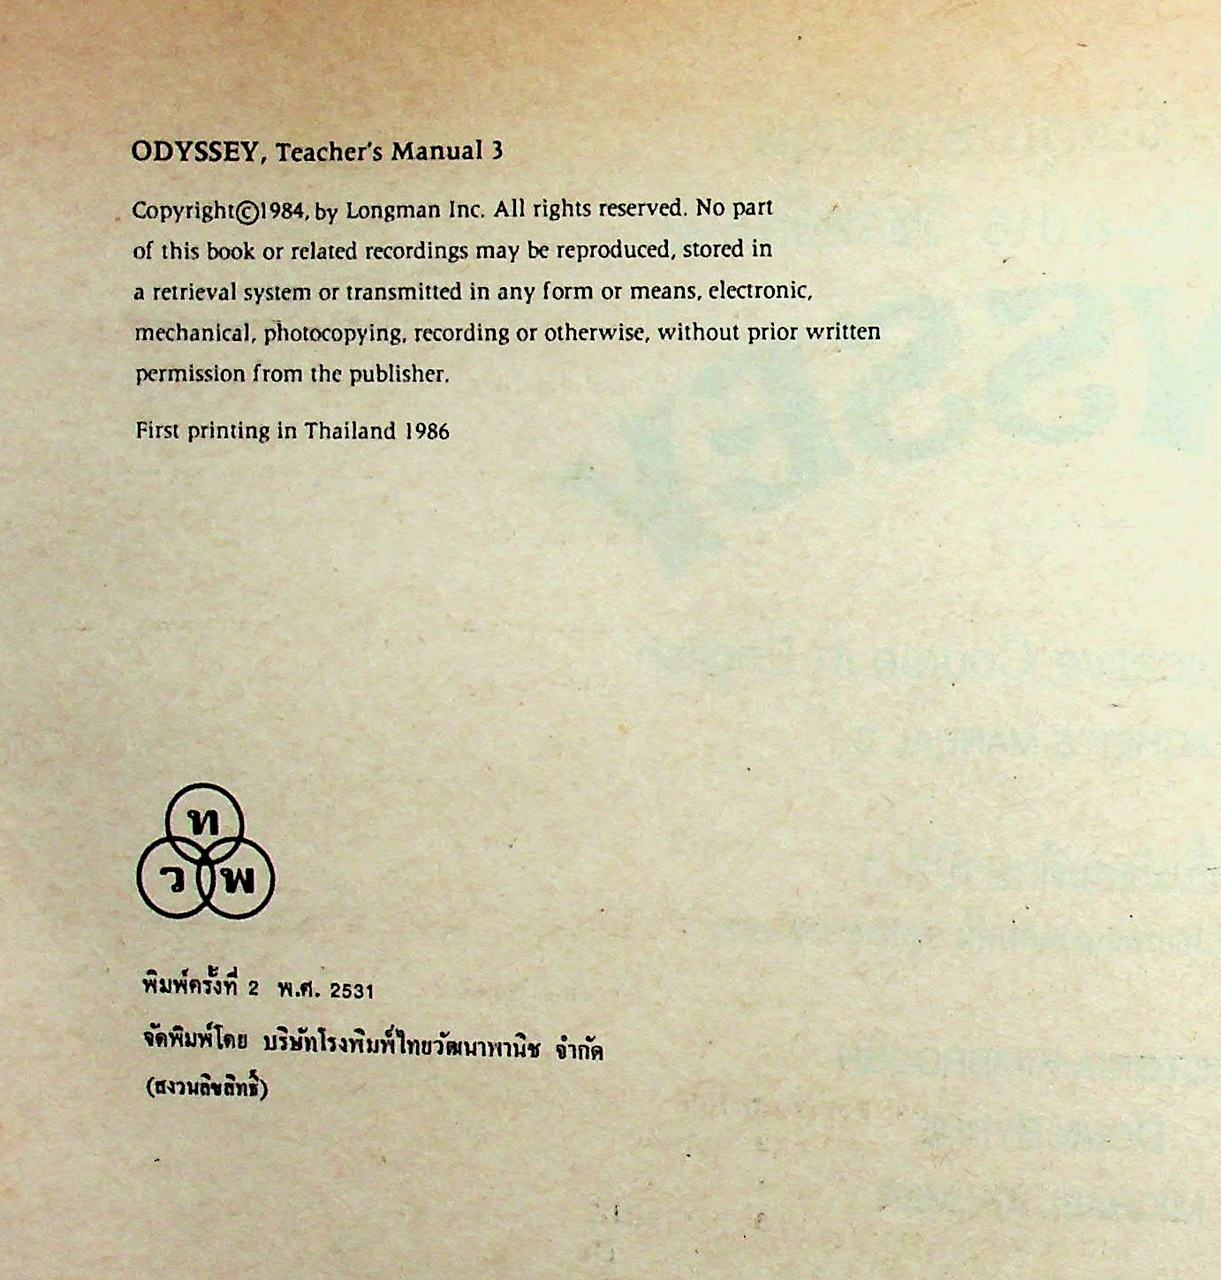 ODYSSEY, Teacher's Manual 3
Copyright©1984, by Longman Inc. All rights reserved. No part
of this book or related recordings may be reproduced, stored in
a retrieval system or transmitted in any form or means, electronic,
mechanical, photocopying, recording or otherwise, without prior written
permission from the publisher.
First printing in Thailand 1986
ท
ว พ
พิมพ์ครั้งที่ 2 พ.ศ. 2531
จัดพิมพ์โดย บริษัทโรงพิมพ์ไทยวัฒนาพานิช จำกัด
(สงวนลิขสิทธิ์)